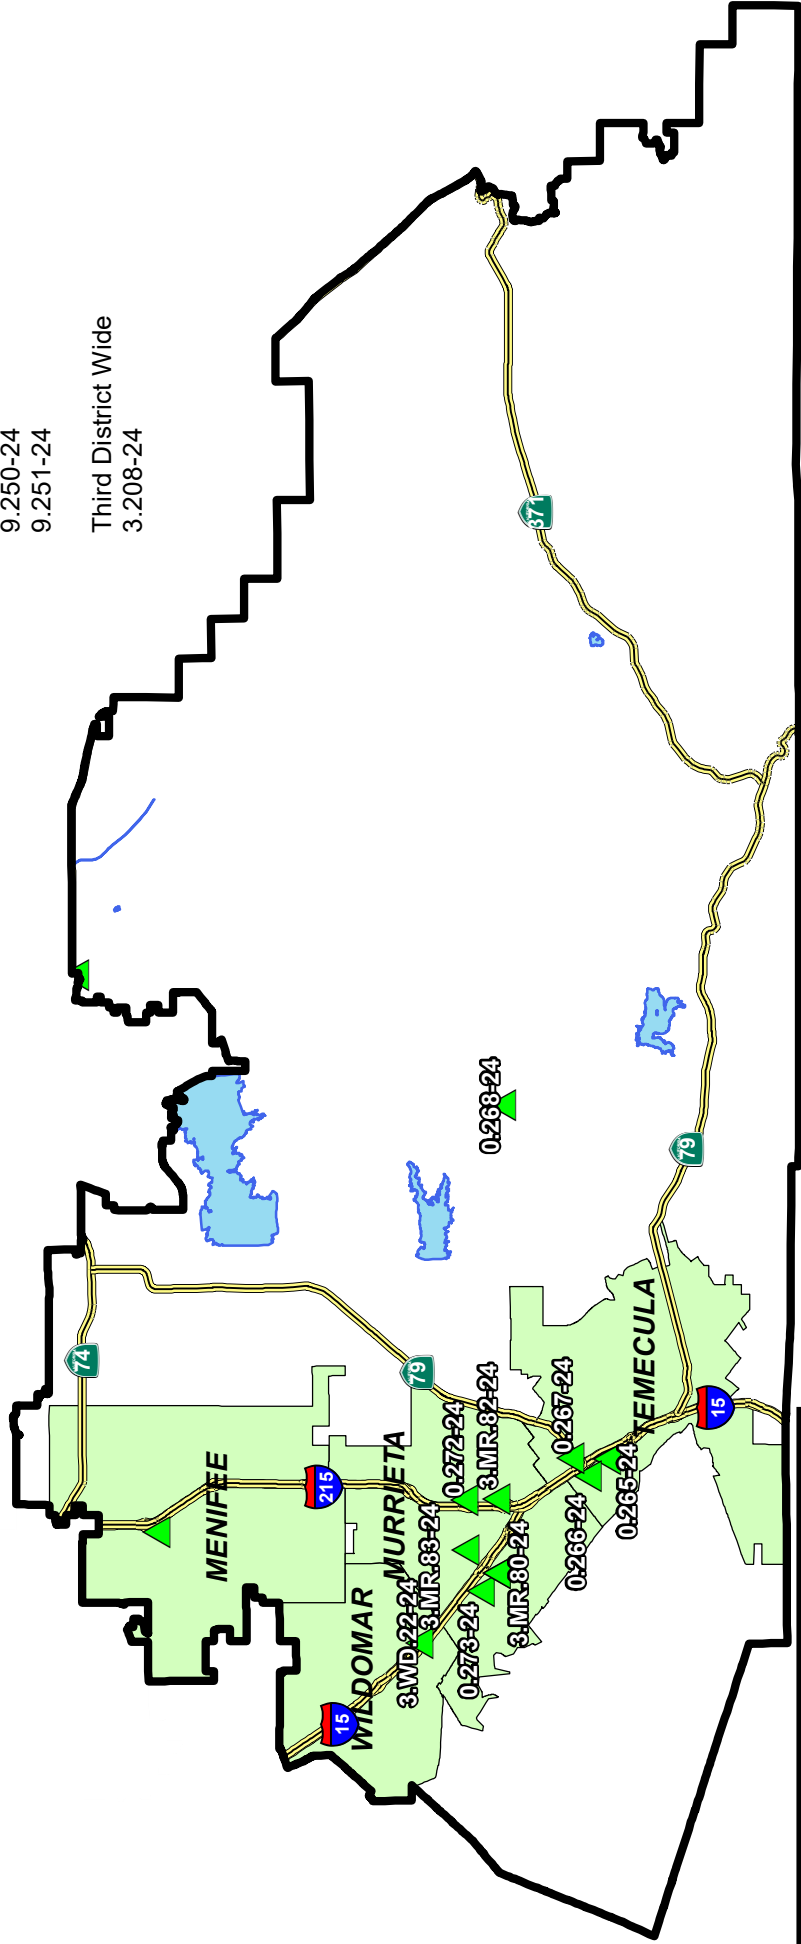 9.250-24
9.251-24
Third District Wide
3.208-24
74
MENIFEE
215
79
WILDOMAR
15
MURRIETA
3.WD.22-24
3.MR.83-24
0.272-24
3.MR.82-24
0.273-24
3.MR.80-24
0.268-24
0.267-24
0.266-24
0.265-24
TEMECULA
15
79
371